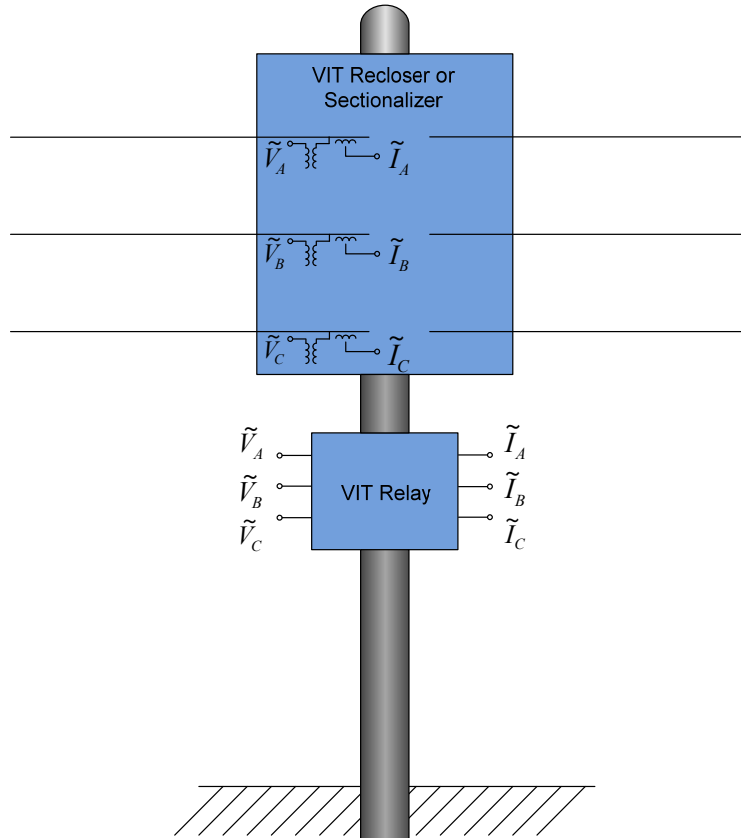 VIT Recloser or
Sectionalizer
Ṽ_A Ĩ_A
Ṽ_B Ĩ_B
Ṽ_C Ĩ_C
Ṽ_A Ĩ_A
VIT Relay
Ṽ_B Ĩ_B
Ṽ_C Ĩ_C